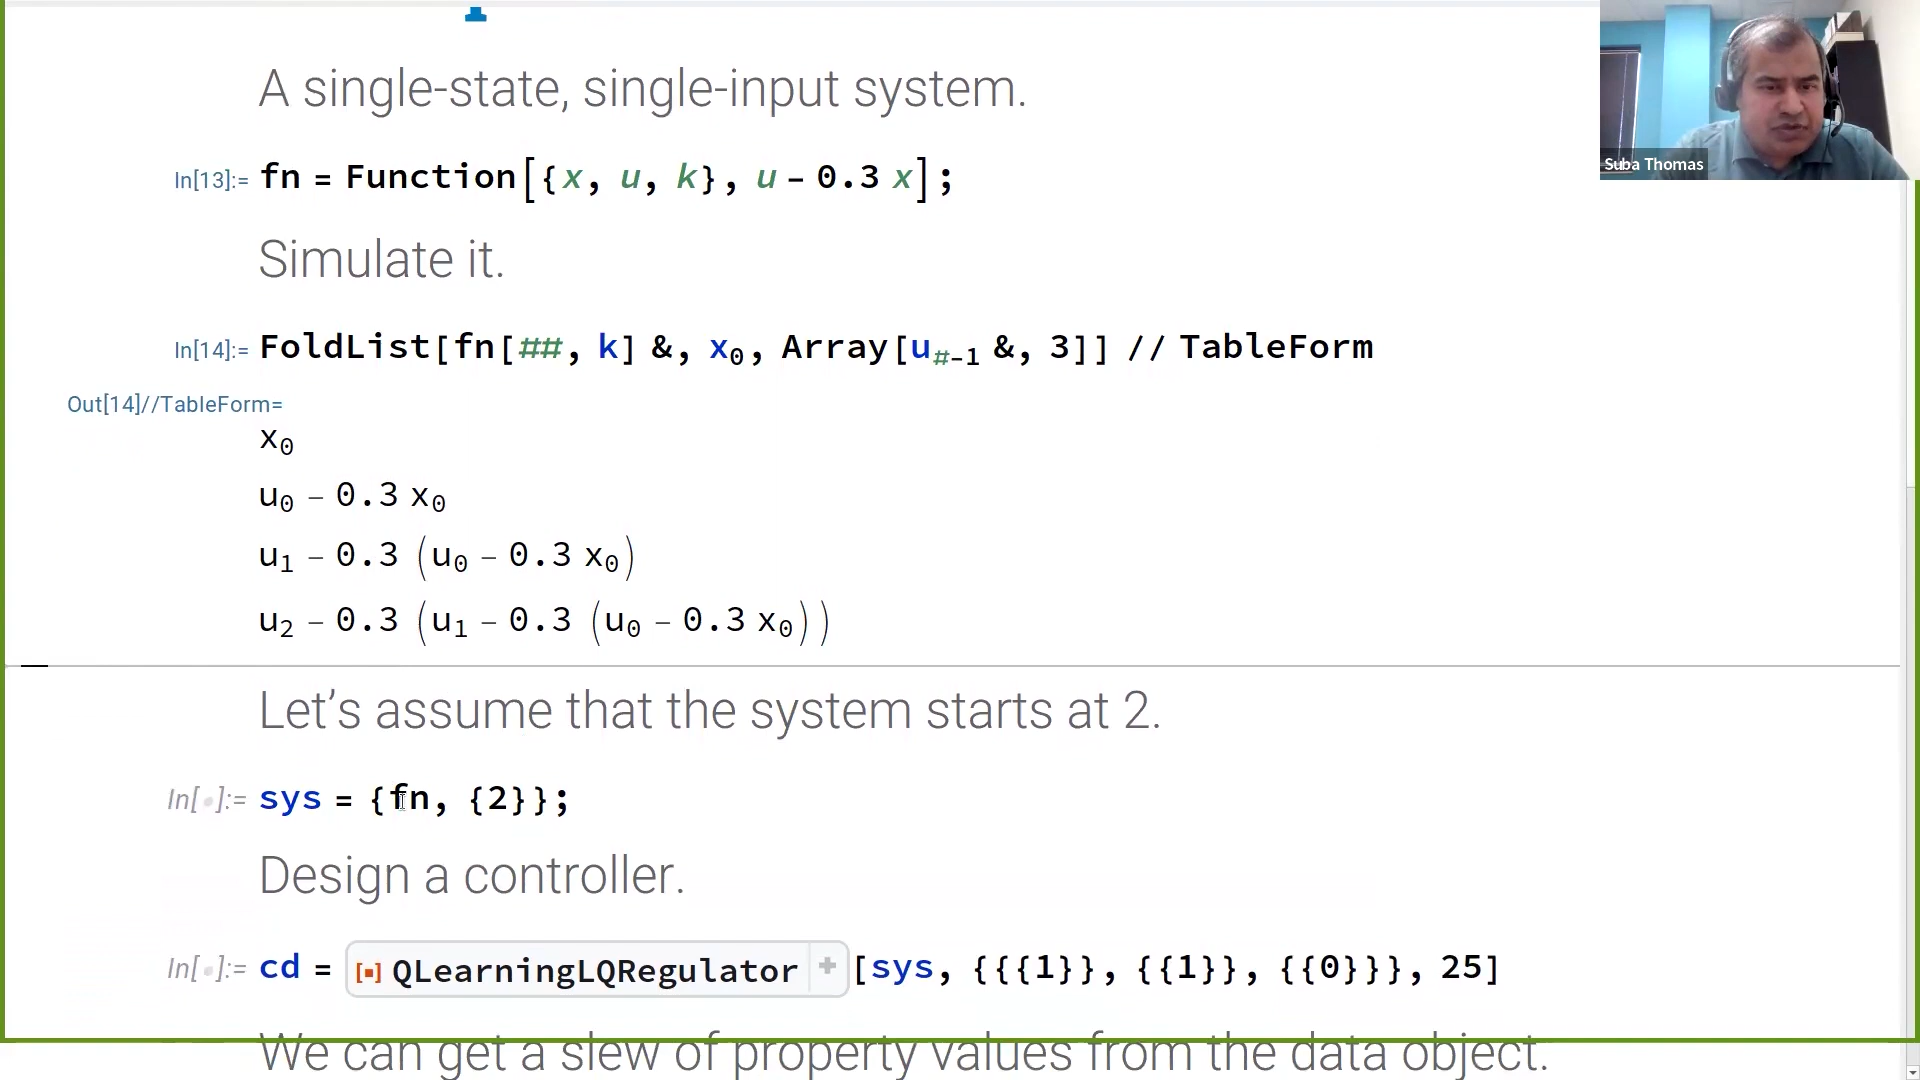 A single-state, single-input system.
Suba Thomas
In[13]:= fn = Function[{x, u, k}, u - 0.3 x];
Simulate it.
In[14]:= FoldList[fn[##, k] &, x₀, Array[u#-1 &, 3]] // TableForm
Out[14]//TableForm=
x₀
u₀ - 0.3 x₀
u₁ - 0.3 (u₀ - 0.3 x₀)
u₂ - 0.3 (u₁ - 0.3 (u₀ - 0.3 x₀))
Let's assume that the system starts at 2.
In[•]:= sys = {fn, {2}};
Design a controller.
In[•]:= cd = [▪] QLearningLQRegulator + [sys, {{{1}}, {{1}}, {{0}}}, 25]
We can get a slew of property values from the data object.